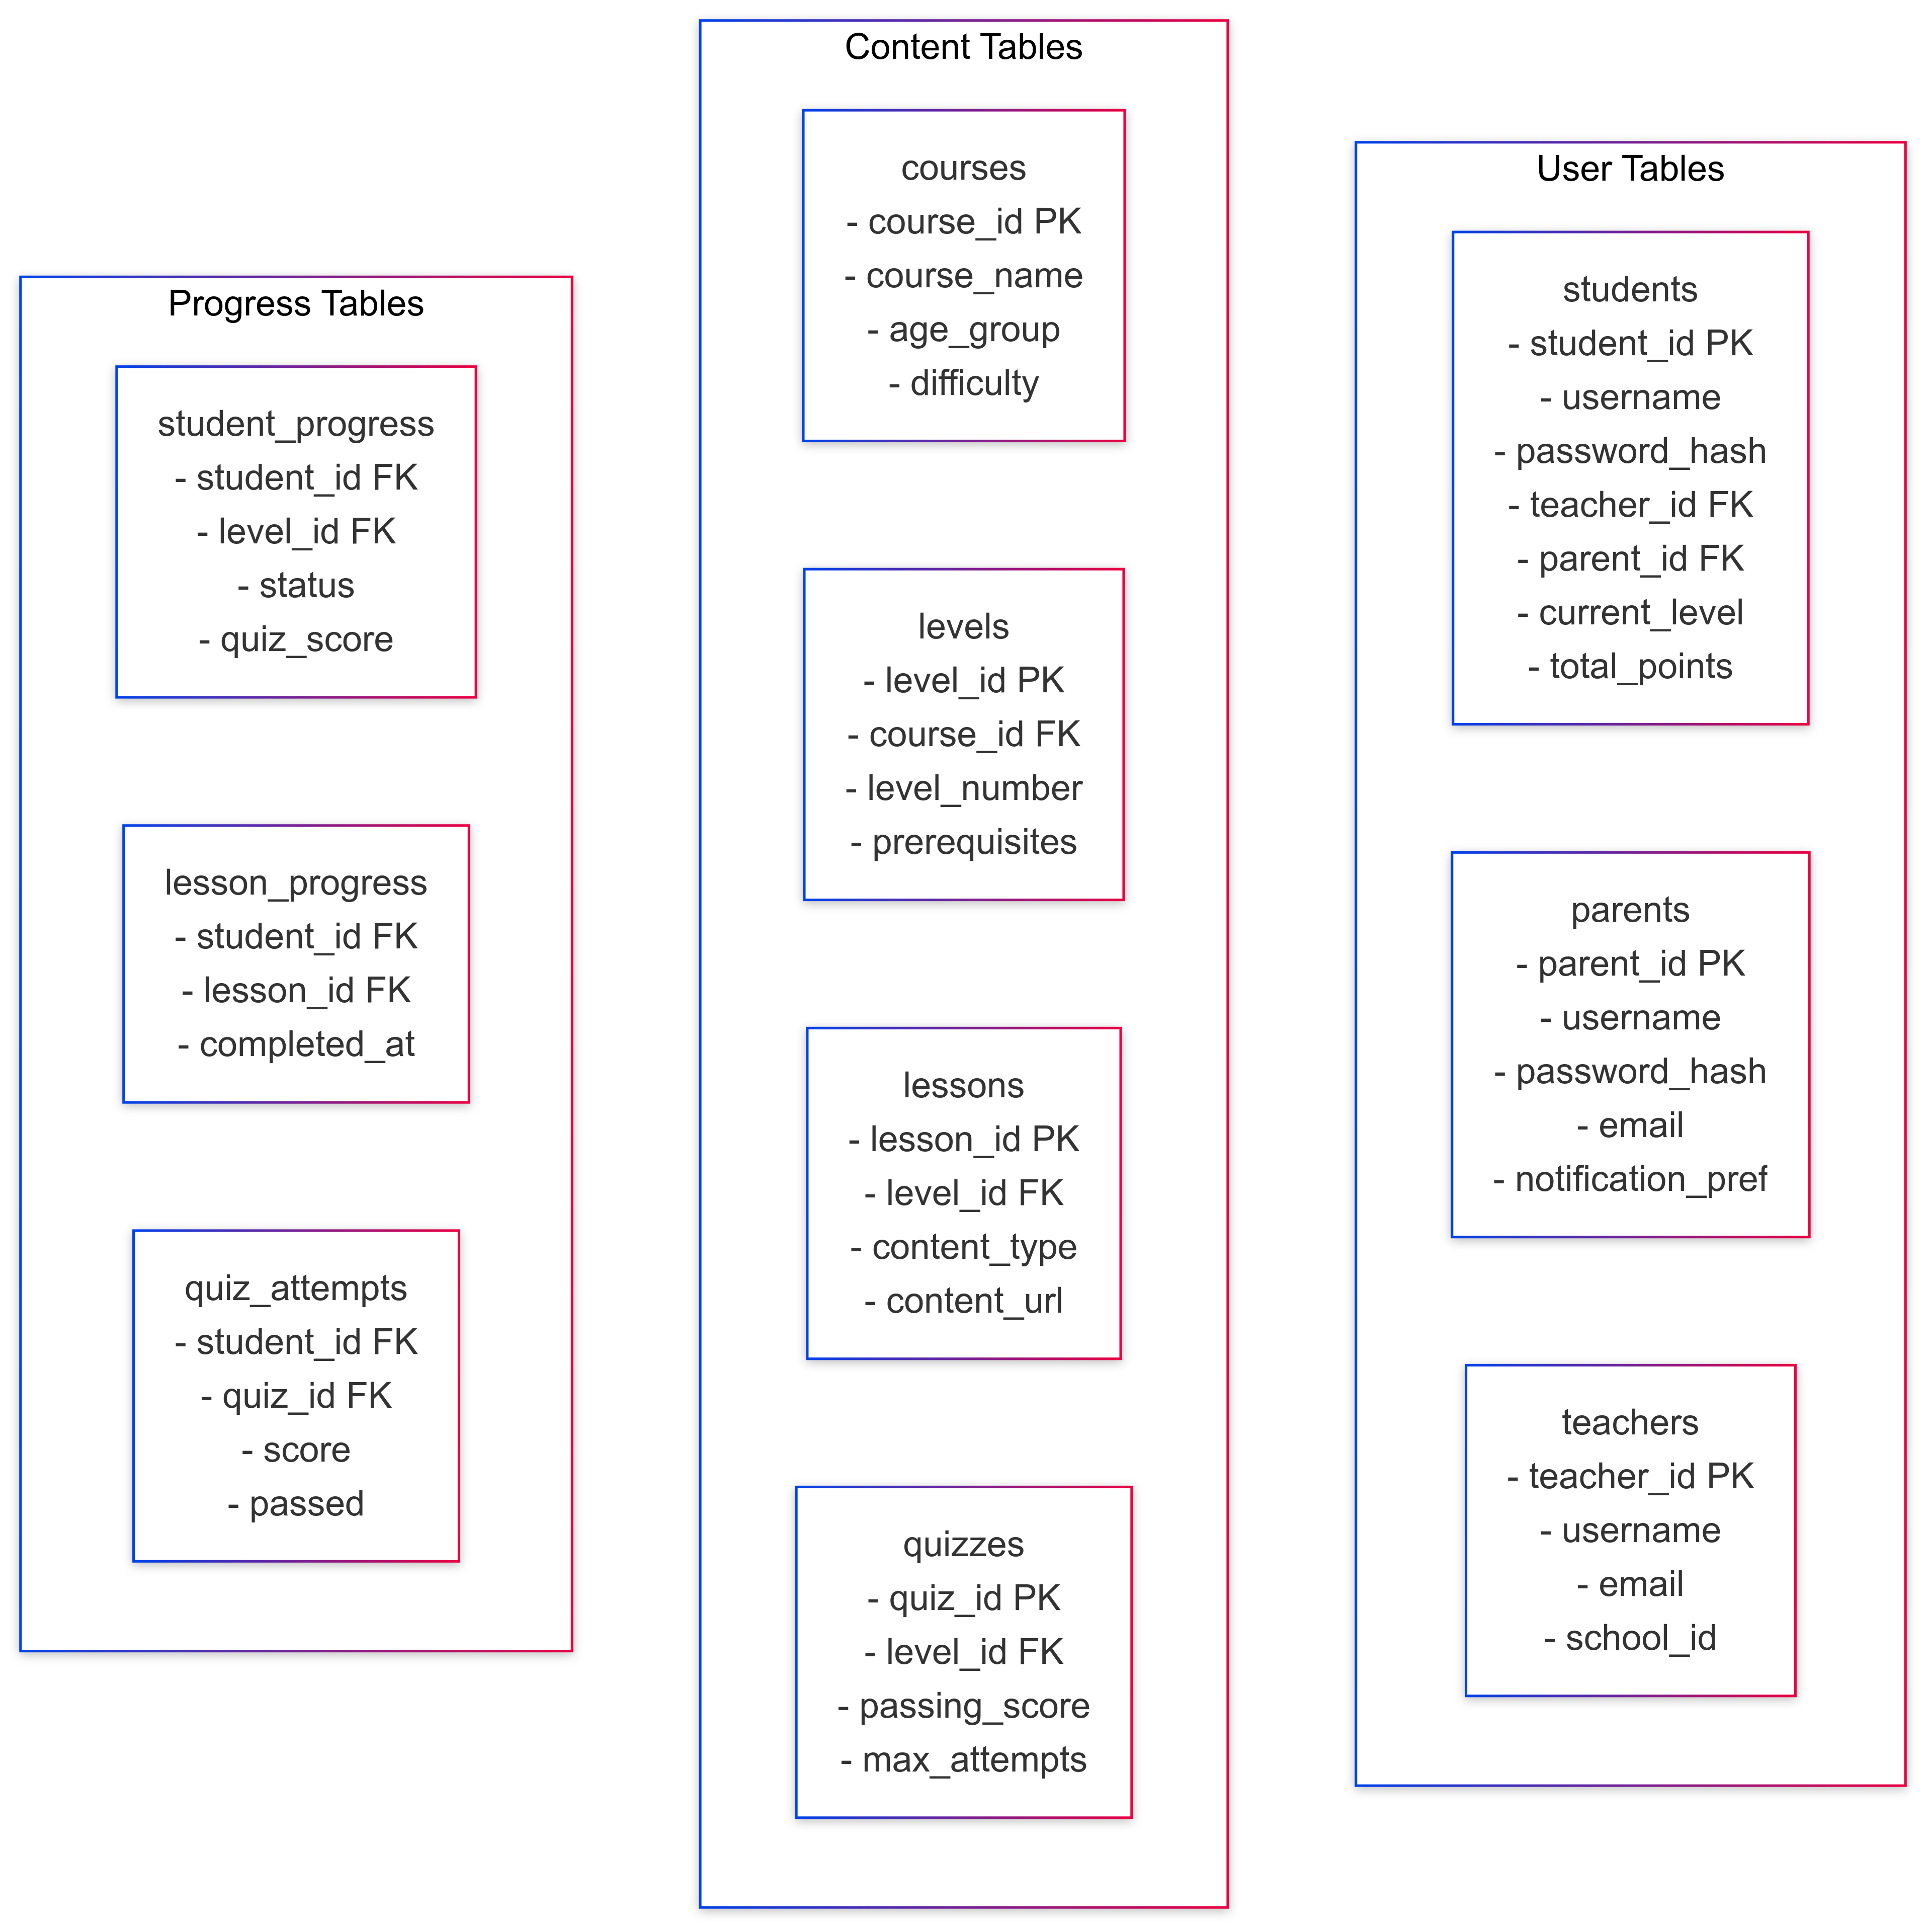 Progress Tables
student_progress
- student_id FK
- level_id FK
- status
- quiz_score
lesson_progress
- student_id FK
- lesson_id FK
- completed_at
quiz_attempts
- student_id FK
- quiz_id FK
- score
- passed
Content Tables
courses
- course_id PK
- course_name
- age_group
- difficulty
levels
- level_id PK
- course_id FK
- level_number
- prerequisites
lessons
- lesson_id PK
- level_id FK
- content_type
- content_url
quizzes
- quiz_id PK
- level_id FK
- passing_score
- max_attempts
User Tables
students
- student_id PK
- username
- password_hash
- teacher_id FK
- parent_id FK
- current_level
- total_points
parents
- parent_id PK
- username
- password_hash
- email
- notification_pref
teachers
- teacher_id PK
- username
- email
- school_id